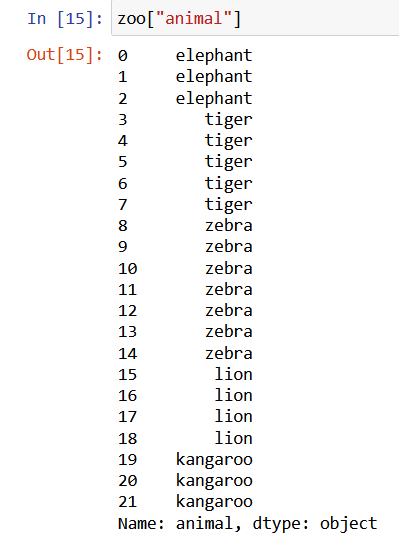 In [15]: zoo["animal"]
Out[15]: 0     elephant
1     elephant
2     elephant
3        tiger
4        tiger
5        tiger
6        tiger
7        tiger
8        zebra
9        zebra
10       zebra
11       zebra
12       zebra
13       zebra
14       zebra
15        lion
16        lion
17        lion
18        lion
19    kangaroo
20    kangaroo
21    kangaroo
Name: animal, dtype: object